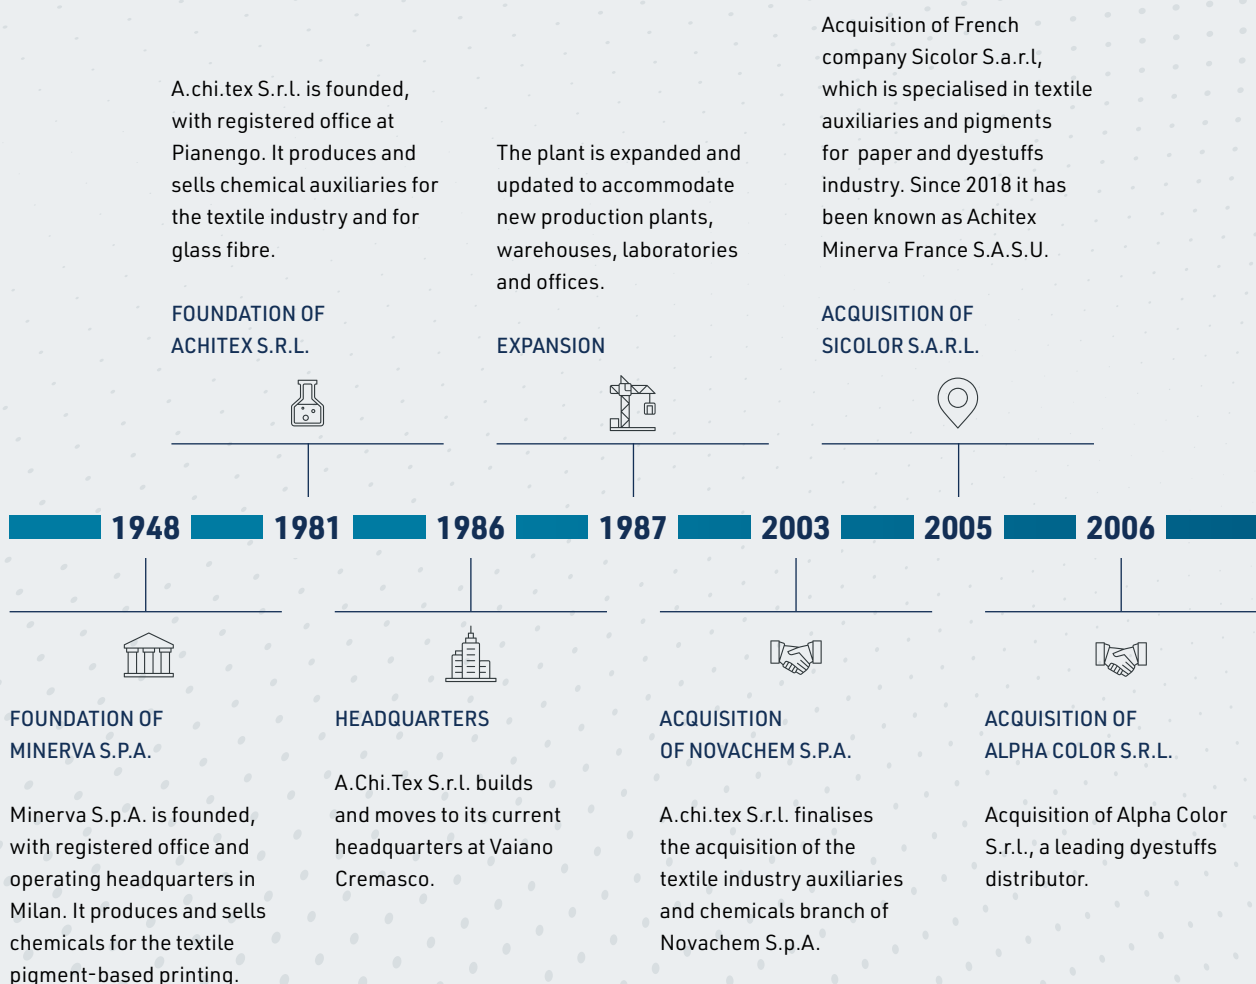 A.chi.tex S.r.l. is founded,
with registered office at
Pianengo. It produces and
sells chemical auxiliaries for
the textile industry and for
glass fibre.
FOUNDATION OF
ACHITEX S.R.L.
The plant is expanded and
updated to accommodate
new production plants,
warehouses, laboratories
and offices.
EXPANSION
Acquisition of French
company Sicolor S.a.r.l,
which is specialised in textile
auxiliaries and pigments
for paper and dyestuffs
industry. Since 2018 it has
been known as Achitex
Minerva France S.A.S.U.
ACQUISITION OF
SICOLOR S.A.R.L.
1948 1981 1986 1987 2003 2005 2006
FOUNDATION OF
MINERVA S.P.A.
Minerva S.p.A. is founded,
with registered office and
operating headquarters in
Milan. It produces and sells
chemicals for the textile
pigment-based printing.
HEADQUARTERS
A.Chi.Tex S.r.l. builds
and moves to its current
headquarters at Vaiano
Cremasco.
ACQUISITION
OF NOVACHEM S.P.A.
A.chi.tex S.r.l. finalises
the acquisition of the
textile industry auxiliaries
and chemicals branch of
Novachem S.p.A.
ACQUISITION OF
ALPHA COLOR S.R.L.
Acquisition of Alpha Color
S.r.l., a leading dyestuffs
distributor.